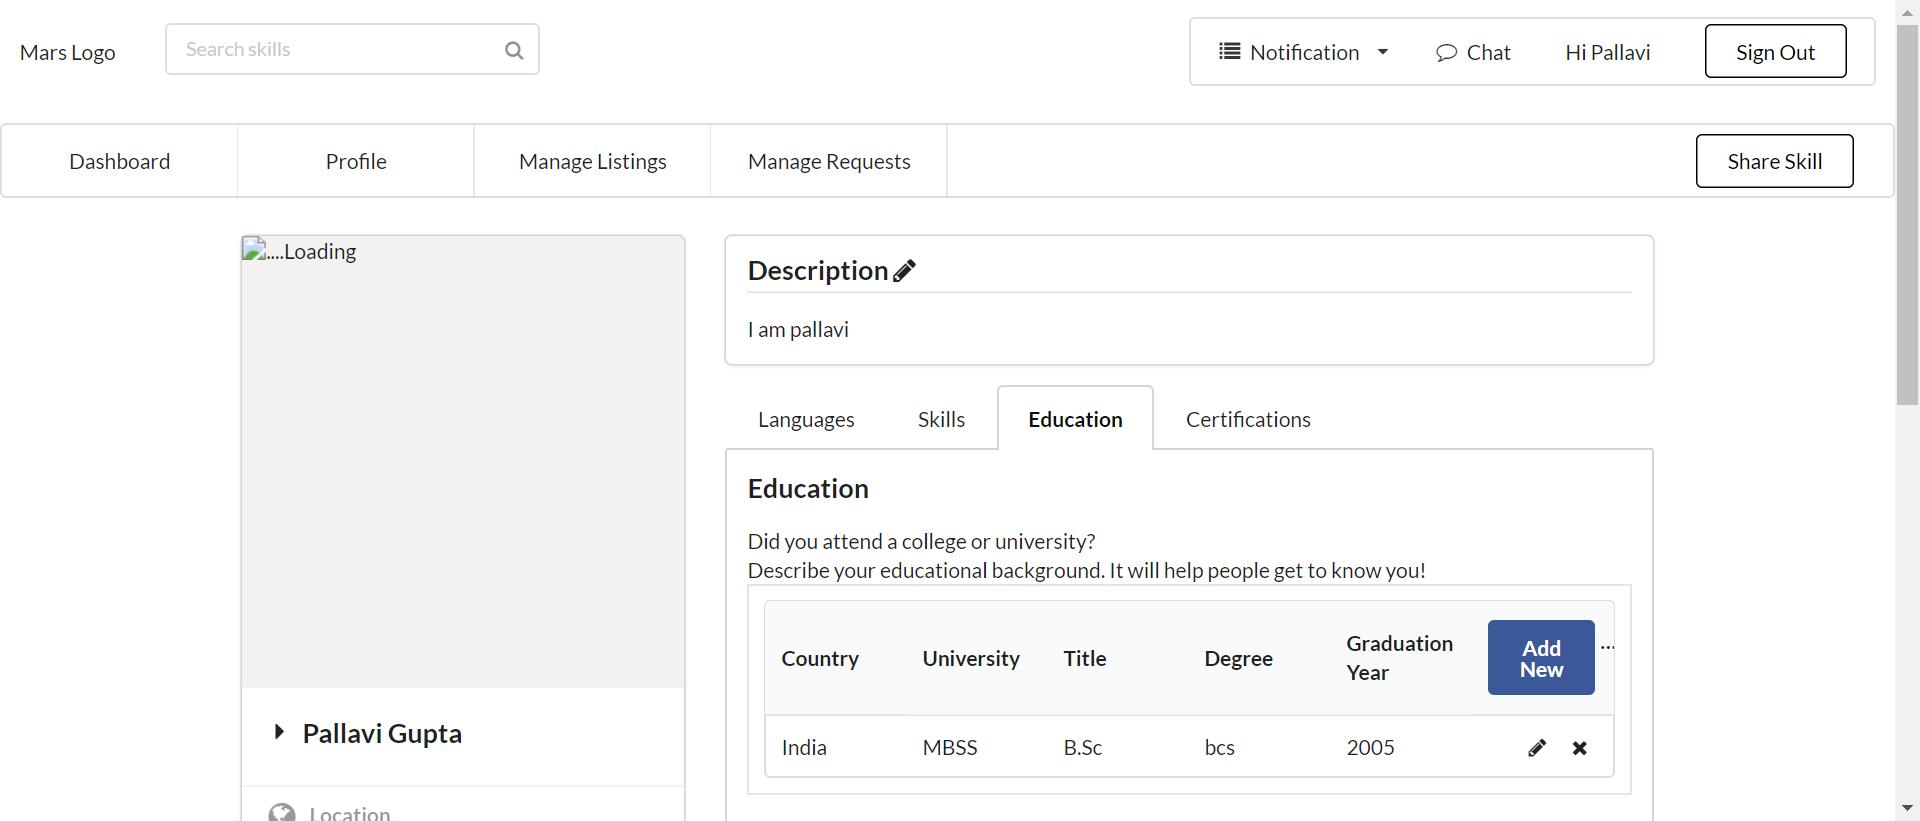 Mars Logo
Search skills
Notification
Chat
Hi Pallavi
Sign Out
Dashboard
Profile
Manage Listings
Manage Requests
Share Skill
....Loading
Pallavi Gupta
Location
Description
I am pallavi
Languages
Skills
Education
Certifications
Education
Did you attend a college or university?
Describe your educational background. It will help people get to know you!
Country University Title Degree Graduation Year Add New ...
India MBSS B.Sc bcs 2005